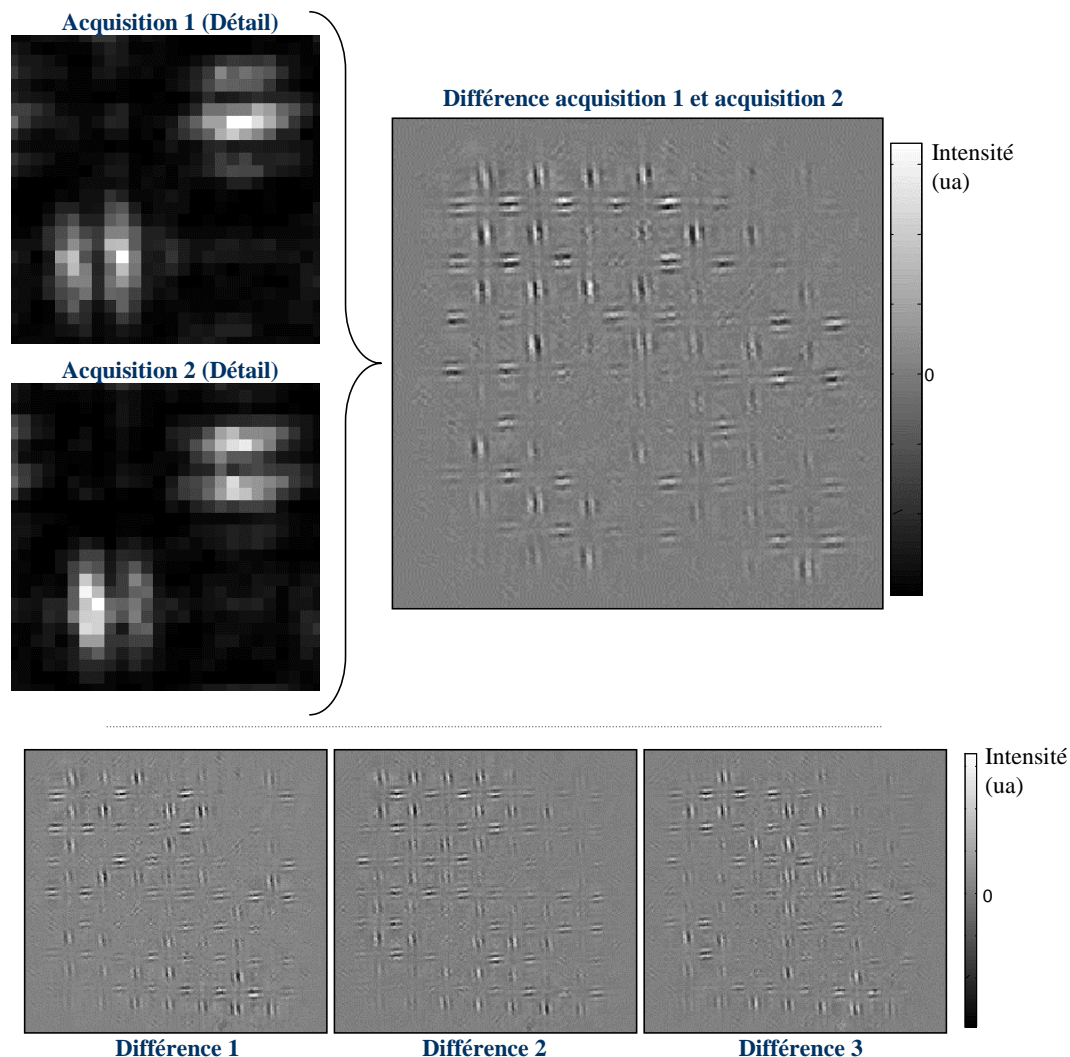 Acquisition 1 (Détail)
Différence acquisition 1 et acquisition 2
Intensité
(ua)
0
Acquisition 2 (Détail)
Intensité
(ua)
0
Différence 1
Différence 2
Différence 3